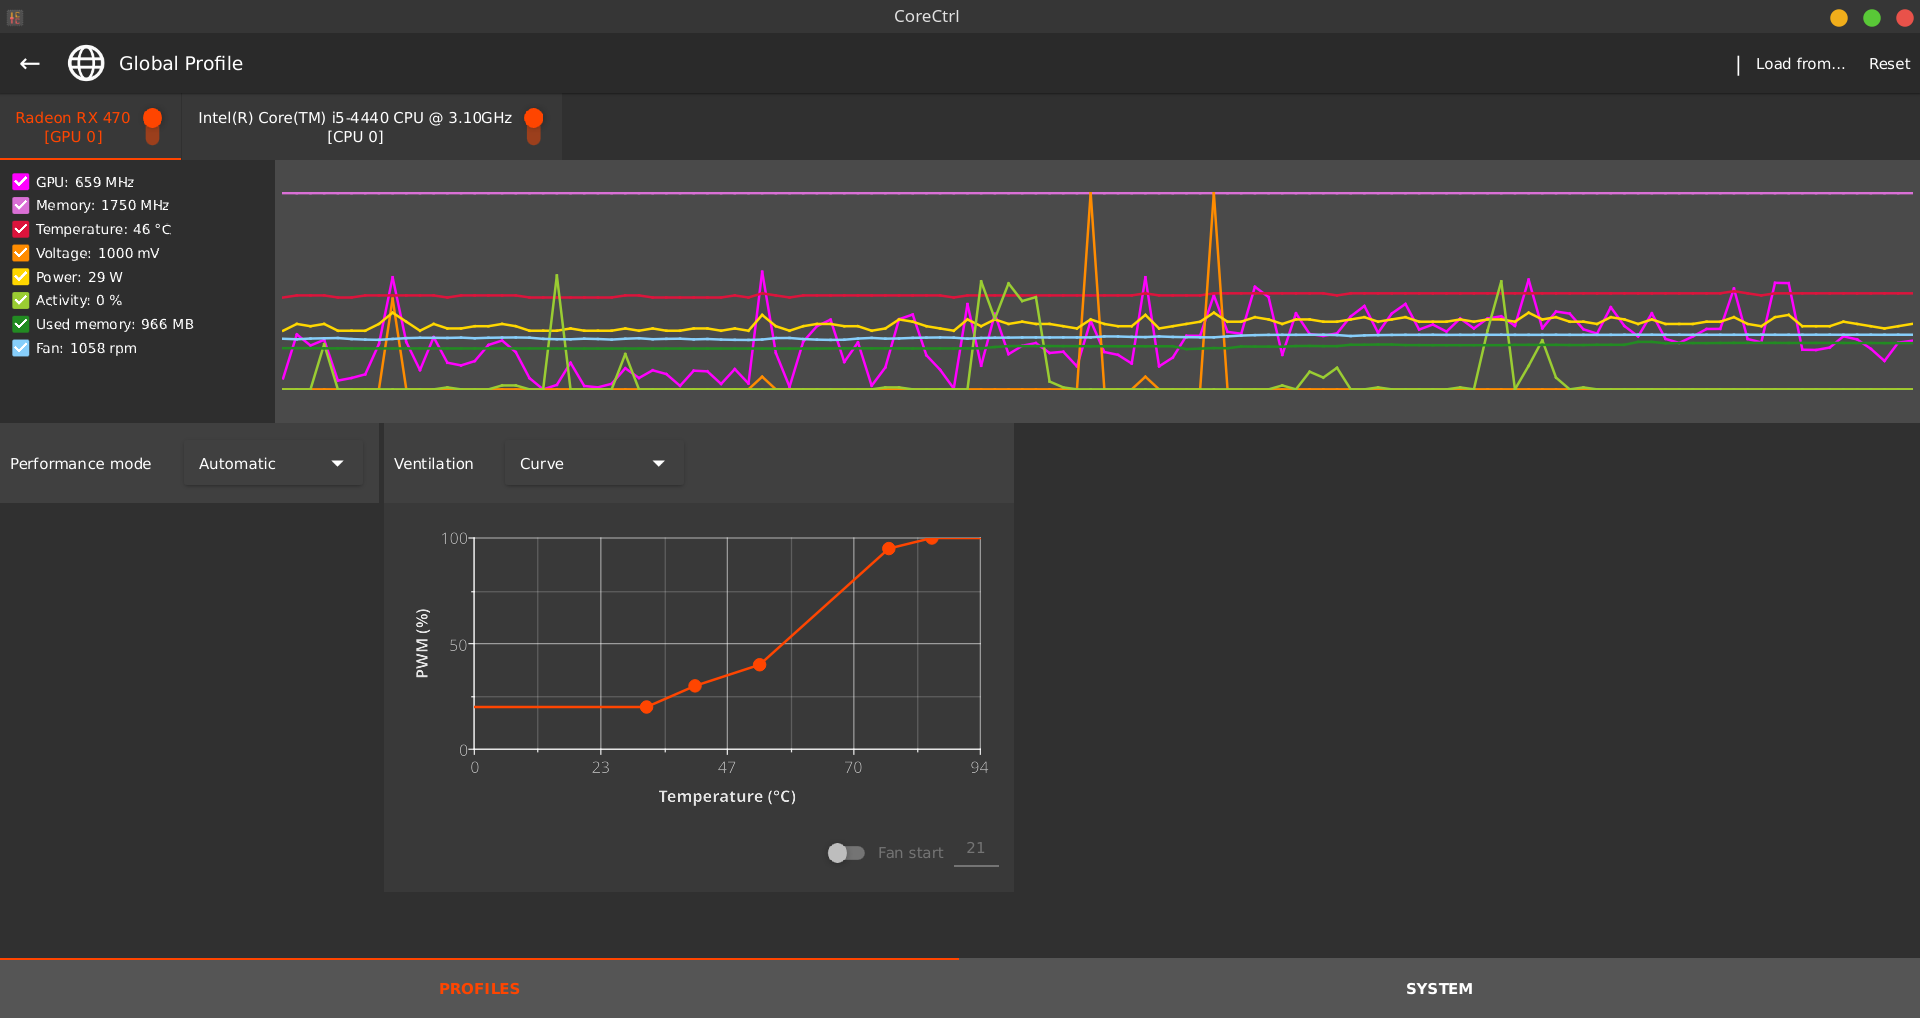 CoreCtrl
Global Profile
Load from...
Reset
Radeon RX 470
[GPU 0]
Intel(R) Core(TM) i5-4440 CPU @ 3.10GHz
[CPU 0]
GPU: 659 MHz
Memory: 1750 MHz
Temperature: 46 °C
Voltage: 1000 mV
Power: 29 W
Activity: 0 %
Used memory: 966 MB
Fan: 1058 rpm
Performance mode
Automatic
Ventilation
Curve
100
50
0
PWM (%)
0 23 47 70 94
Temperature (°C)
Fan start 21
PROFILES
SYSTEM